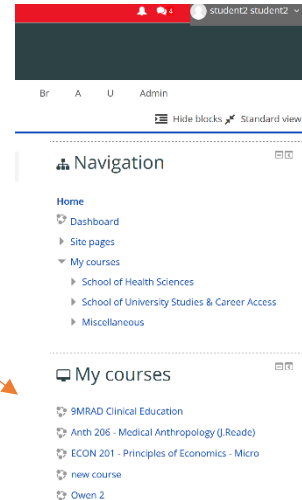 4 student2 student2
Br A U Admin
Hide blocks Standard view
Navigation
Home
Dashboard
Site pages
My courses
School of Health Sciences
School of University Studies & Career Access
Miscellaneous
My courses
9MRAD Clinical Education
Anth 206 - Medical Anthropology (J.Reade)
ECON 201 - Principles of Economics - Micro
new course
Owen 2